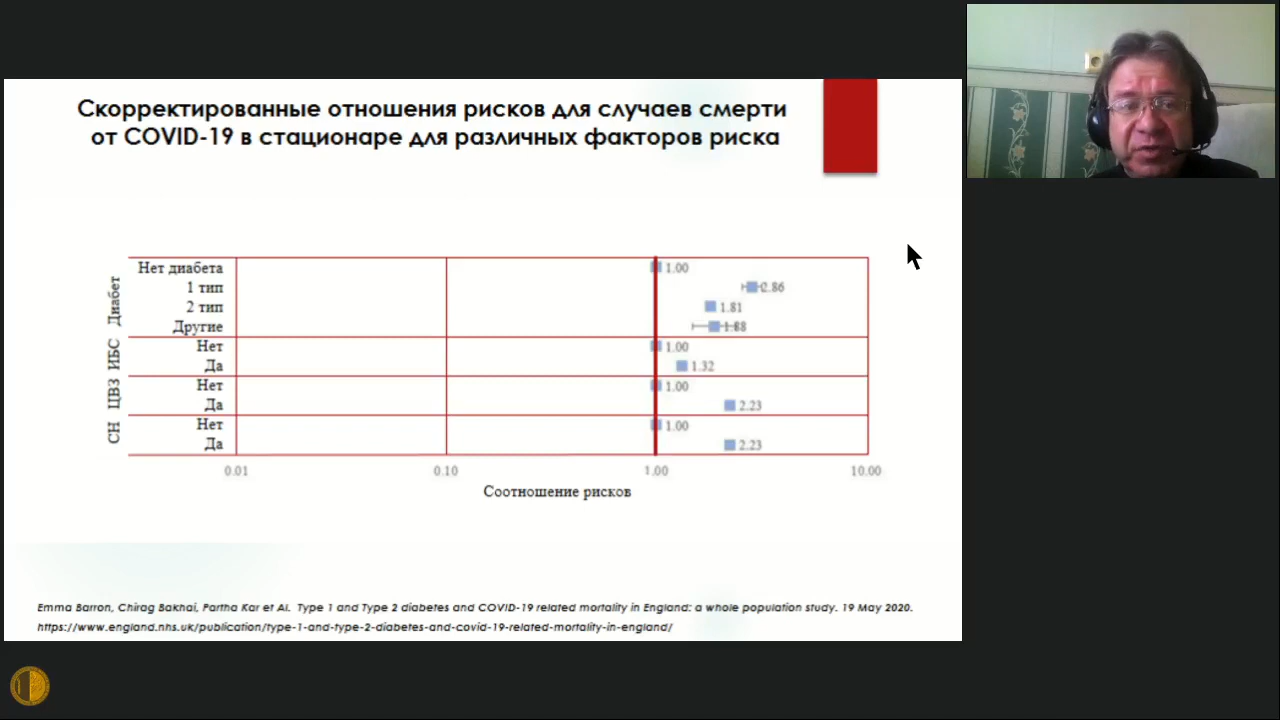 Скорректированные отношения рисков для случаев смерти
от COVID-19 в стационаре для различных факторов риска
Диабет
Нет диабета 1.00
1 тип 2.86
2 тип 1.81
Другие 1.88
ИБС
Нет 1.00
Да 1.32
ЦВЗ
Нет 1.00
Да 2.23
СН
Нет 1.00
Да 2.23
0.01 0.10 1.00 10.00
Соотношение рисков
Emma Barron, Chirag Bakhai, Partha Kar et Al. Type 1 and Type 2 diabetes and COVID-19 related mortality in England: a whole population study. 19 May 2020.
https://www.england.nhs.uk/publication/type-1-and-type-2-diabetes-and-covid-19-related-mortality-in-england/